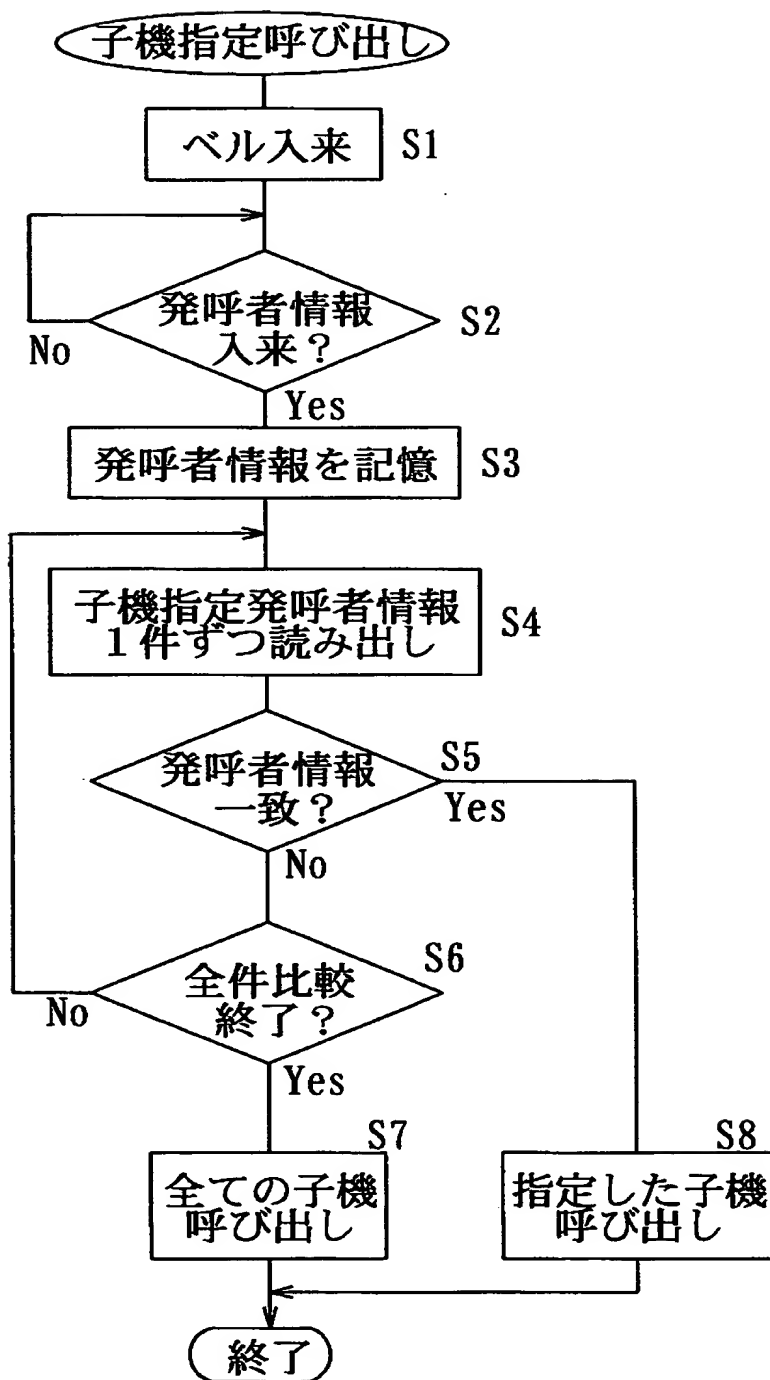 子機指定呼び出し
ベル入来
S1
発呼者情報
入来?
S2
No
Yes
発呼者情報を記憶
S3
子機指定発呼者情報
1件ずつ読み出し
S4
発呼者情報
一致?
S5
Yes
No
全件比較
終了?
S6
No
Yes
S7
全ての子機
呼び出し
S8
指定した子機
呼び出し
終了